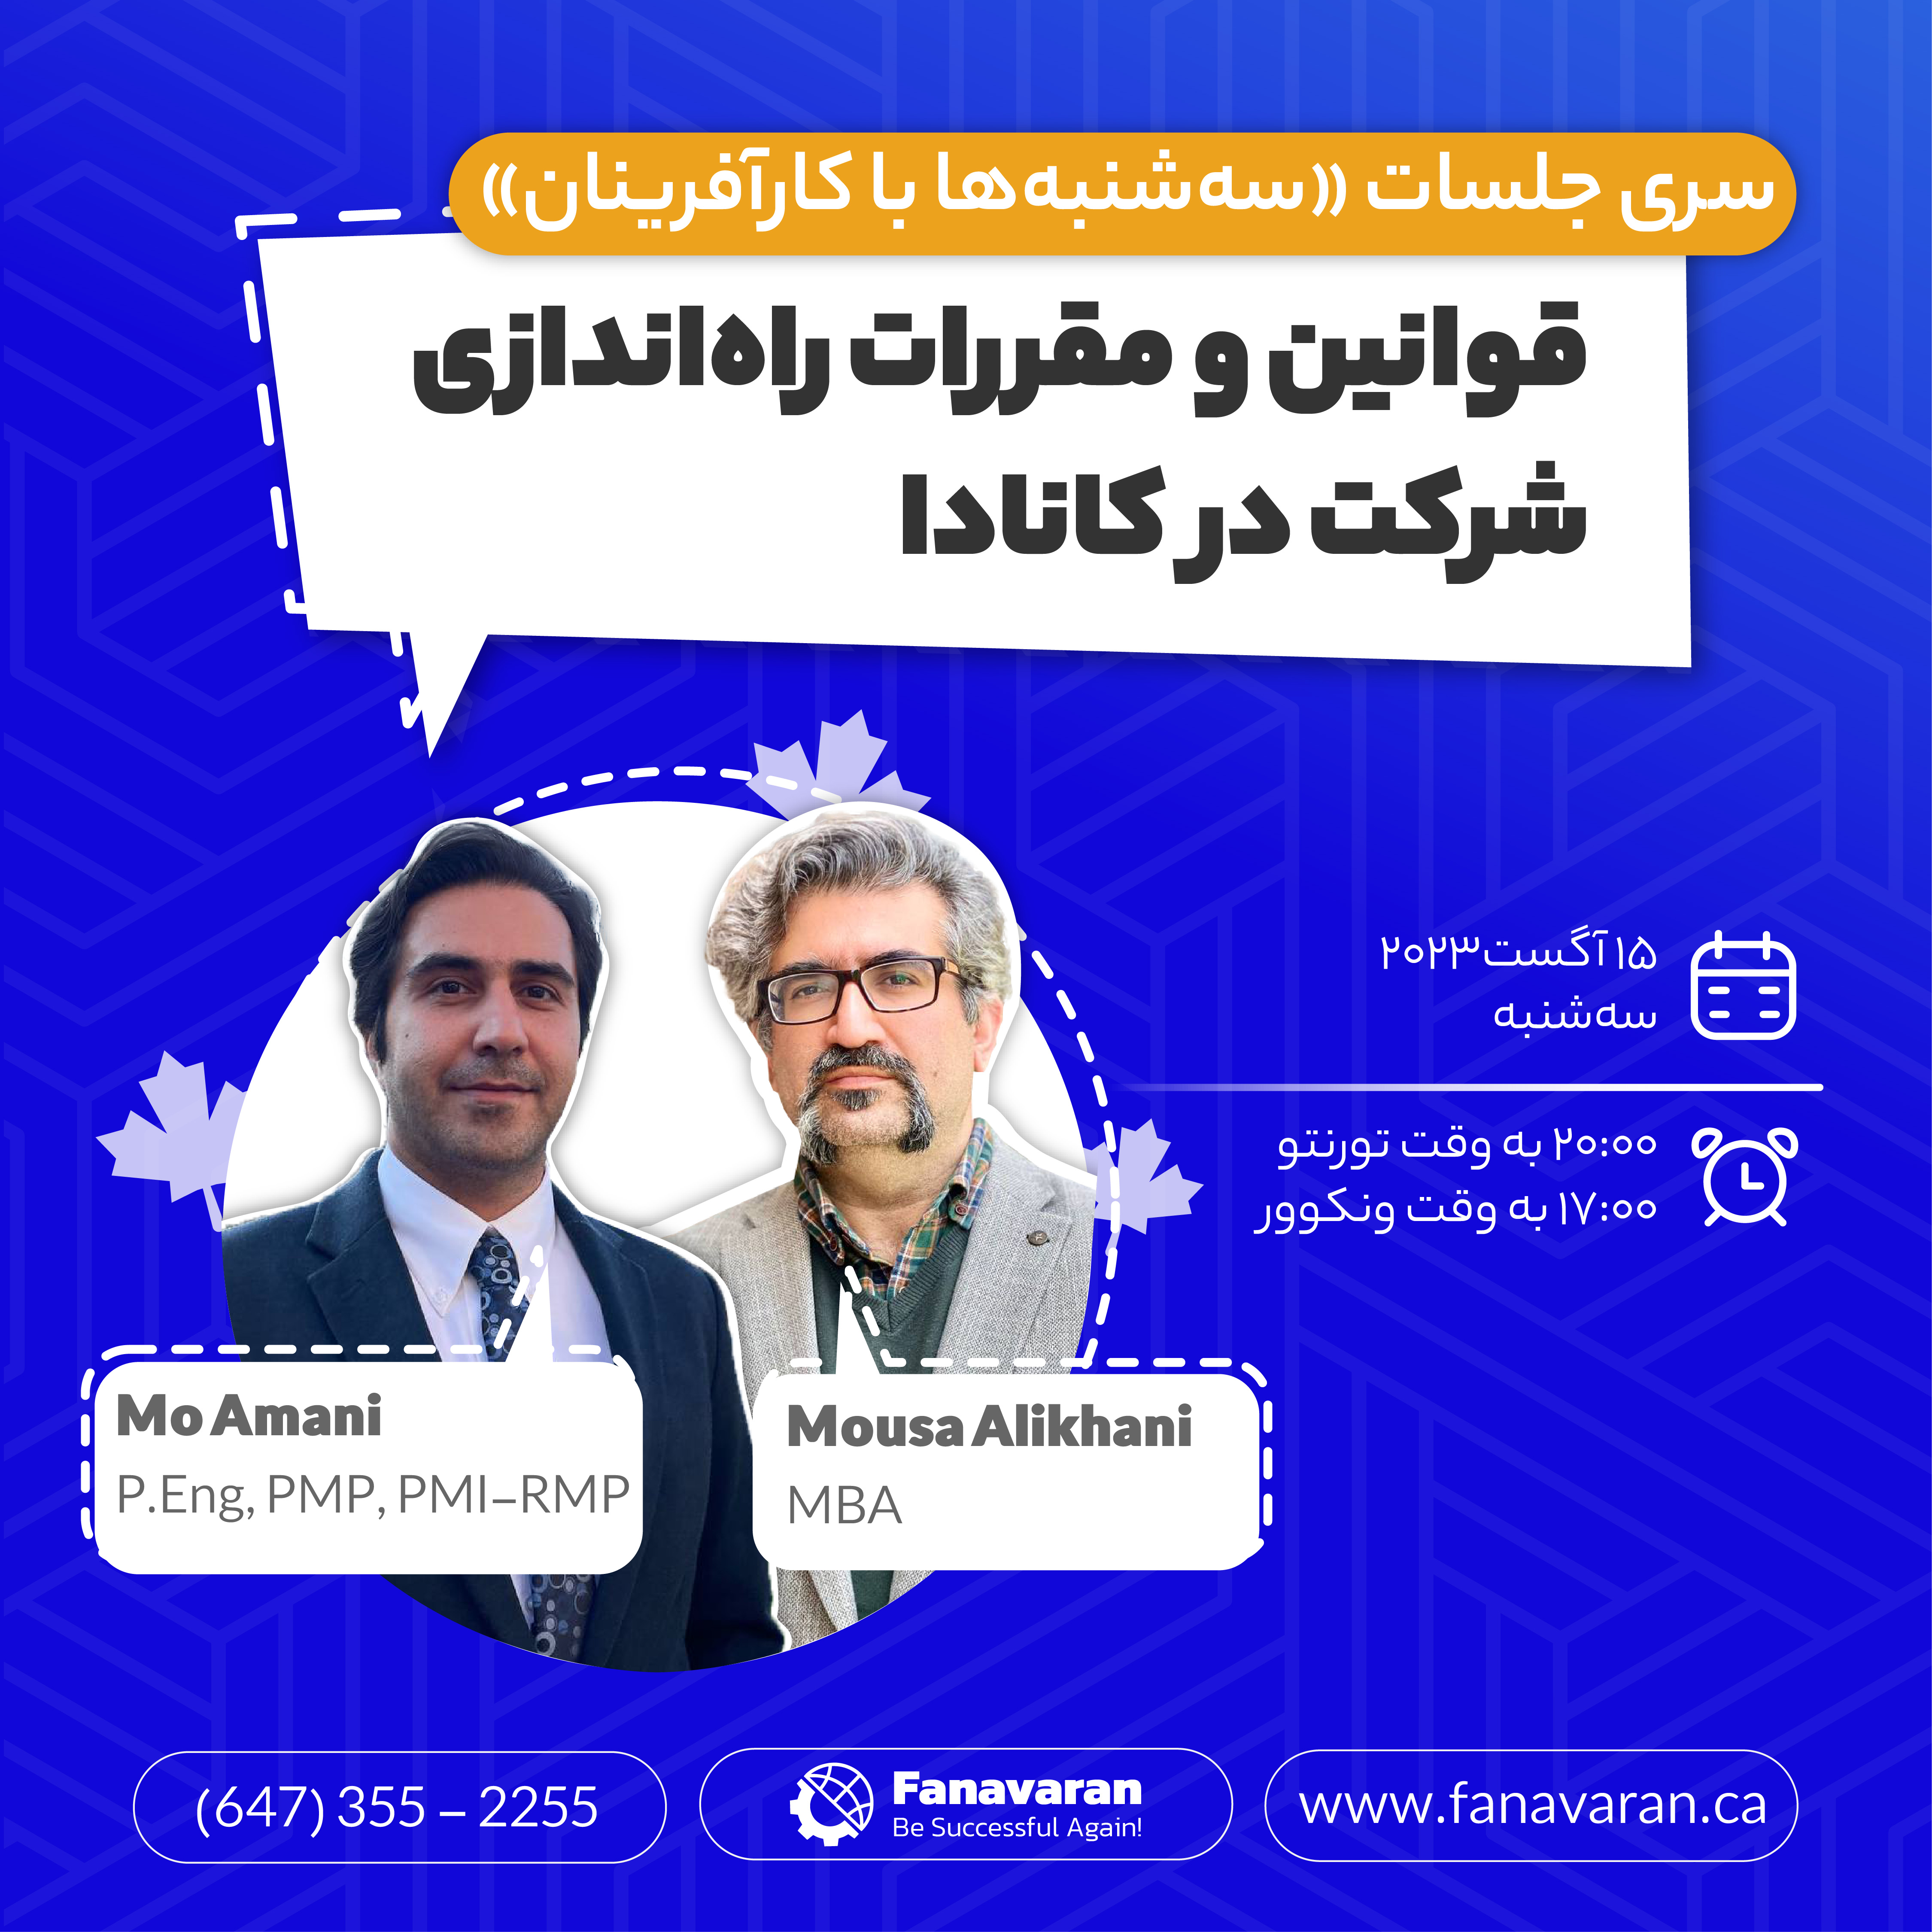 سری جلسات «سه‌شنبه‌ها با کارآفرینان»
قوانین و مقررات راه‌اندازی
شرکت در کانادا
۱۵ آگست ۲۰۲۳
سه‌شنبه
۲۰:۰۰ به وقت تورنتو
۱۷:۰۰ به وقت ونکوور
Mo Amani
P.Eng, PMP, PMI-RMP
Mousa Alikhani
MBA
(647) 355 - 2255
Fanavaran
Be Successful Again!
www.fanavaran.ca